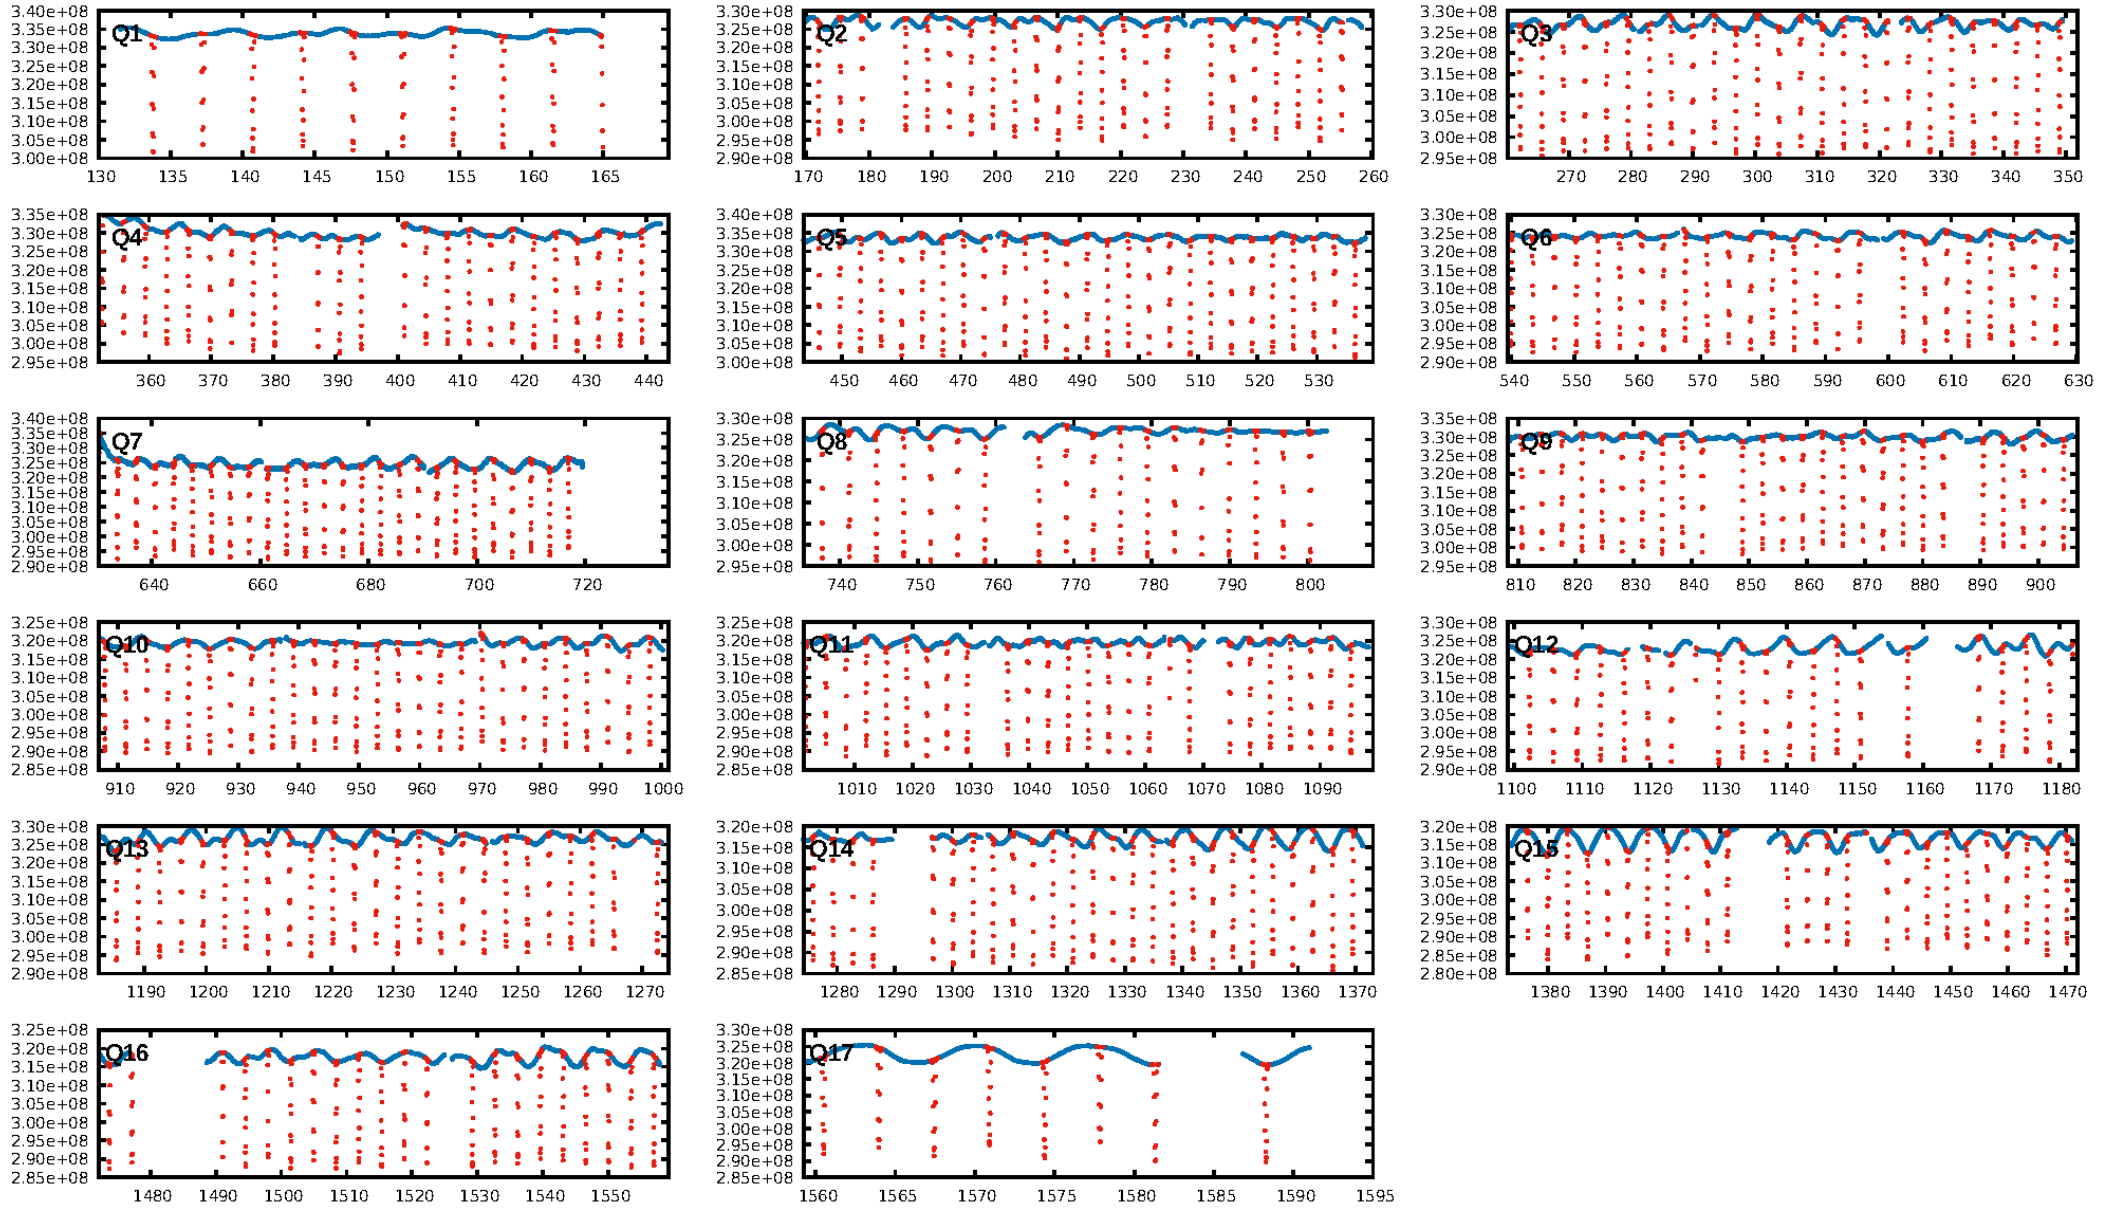 3.40e+08
3.35e+08
3.30e+08
3.25e+08
3.20e+08
3.15e+08
3.10e+08
3.05e+08
3.00e+08
Q1
130 135 140 145 150 155 160 165
3.30e+08
3.25e+08
3.20e+08
3.15e+08
3.10e+08
3.05e+08
3.00e+08
2.95e+08
2.90e+08
Q2
170 180 190 200 210 220 230 240 250 260
3.30e+08
3.25e+08
3.20e+08
3.15e+08
3.10e+08
3.05e+08
3.00e+08
2.95e+08
Q3
270 280 290 300 310 320 330 340 350
3.35e+08
3.30e+08
3.25e+08
3.20e+08
3.15e+08
3.10e+08
3.05e+08
3.00e+08
2.95e+08
Q4
360 370 380 390 400 410 420 430 440
3.40e+08
3.35e+08
3.30e+08
3.25e+08
3.20e+08
3.15e+08
3.10e+08
3.05e+08
3.00e+08
Q5
450 460 470 480 490 500 510 520 530
3.30e+08
3.25e+08
3.20e+08
3.15e+08
3.10e+08
3.05e+08
3.00e+08
2.95e+08
2.90e+08
Q6
540 550 560 570 580 590 600 610 620 630
3.40e+08
3.35e+08
3.30e+08
3.25e+08
3.20e+08
3.15e+08
3.10e+08
3.05e+08
3.00e+08
2.95e+08
2.90e+08
Q7
640 660 680 700 720
3.30e+08
3.25e+08
3.20e+08
3.15e+08
3.10e+08
3.05e+08
3.00e+08
2.95e+08
Q8
740 750 760 770 780 790 800
3.35e+08
3.30e+08
3.25e+08
3.20e+08
3.15e+08
3.10e+08
3.05e+08
3.00e+08
2.95e+08
Q9
810 820 830 840 850 860 870 880 890 900
3.25e+08
3.20e+08
3.15e+08
3.10e+08
3.05e+08
3.00e+08
2.95e+08
2.90e+08
2.85e+08
Q10
910 920 930 940 950 960 970 980 990 1000
3.25e+08
3.20e+08
3.15e+08
3.10e+08
3.05e+08
3.00e+08
2.95e+08
2.90e+08
2.85e+08
Q11
1010 1020 1030 1040 1050 1060 1070 1080 1090
3.30e+08
3.25e+08
3.20e+08
3.15e+08
3.10e+08
3.05e+08
3.00e+08
2.95e+08
2.90e+08
Q12
1100 1110 1120 1130 1140 1150 1160 1170 1180
3.30e+08
3.25e+08
3.20e+08
3.15e+08
3.10e+08
3.05e+08
3.00e+08
2.95e+08
2.90e+08
Q13
1190 1200 1210 1220 1230 1240 1250 1260 1270
3.20e+08
3.15e+08
3.10e+08
3.05e+08
3.00e+08
2.95e+08
2.90e+08
2.85e+08
Q14
1280 1290 1300 1310 1320 1330 1340 1350 1360 1370
3.20e+08
3.15e+08
3.10e+08
3.05e+08
3.00e+08
2.95e+08
2.90e+08
2.85e+08
2.80e+08
Q15
1380 1390 1400 1410 1420 1430 1440 1450 1460 1470
3.25e+08
3.20e+08
3.15e+08
3.10e+08
3.05e+08
3.00e+08
2.95e+08
2.90e+08
2.85e+08
Q16
1480 1490 1500 1510 1520 1530 1540 1550
3.30e+08
3.25e+08
3.20e+08
3.15e+08
3.10e+08
3.05e+08
3.00e+08
2.95e+08
2.90e+08
2.85e+08
Q17
1560 1565 1570 1575 1580 1585 1590 1595